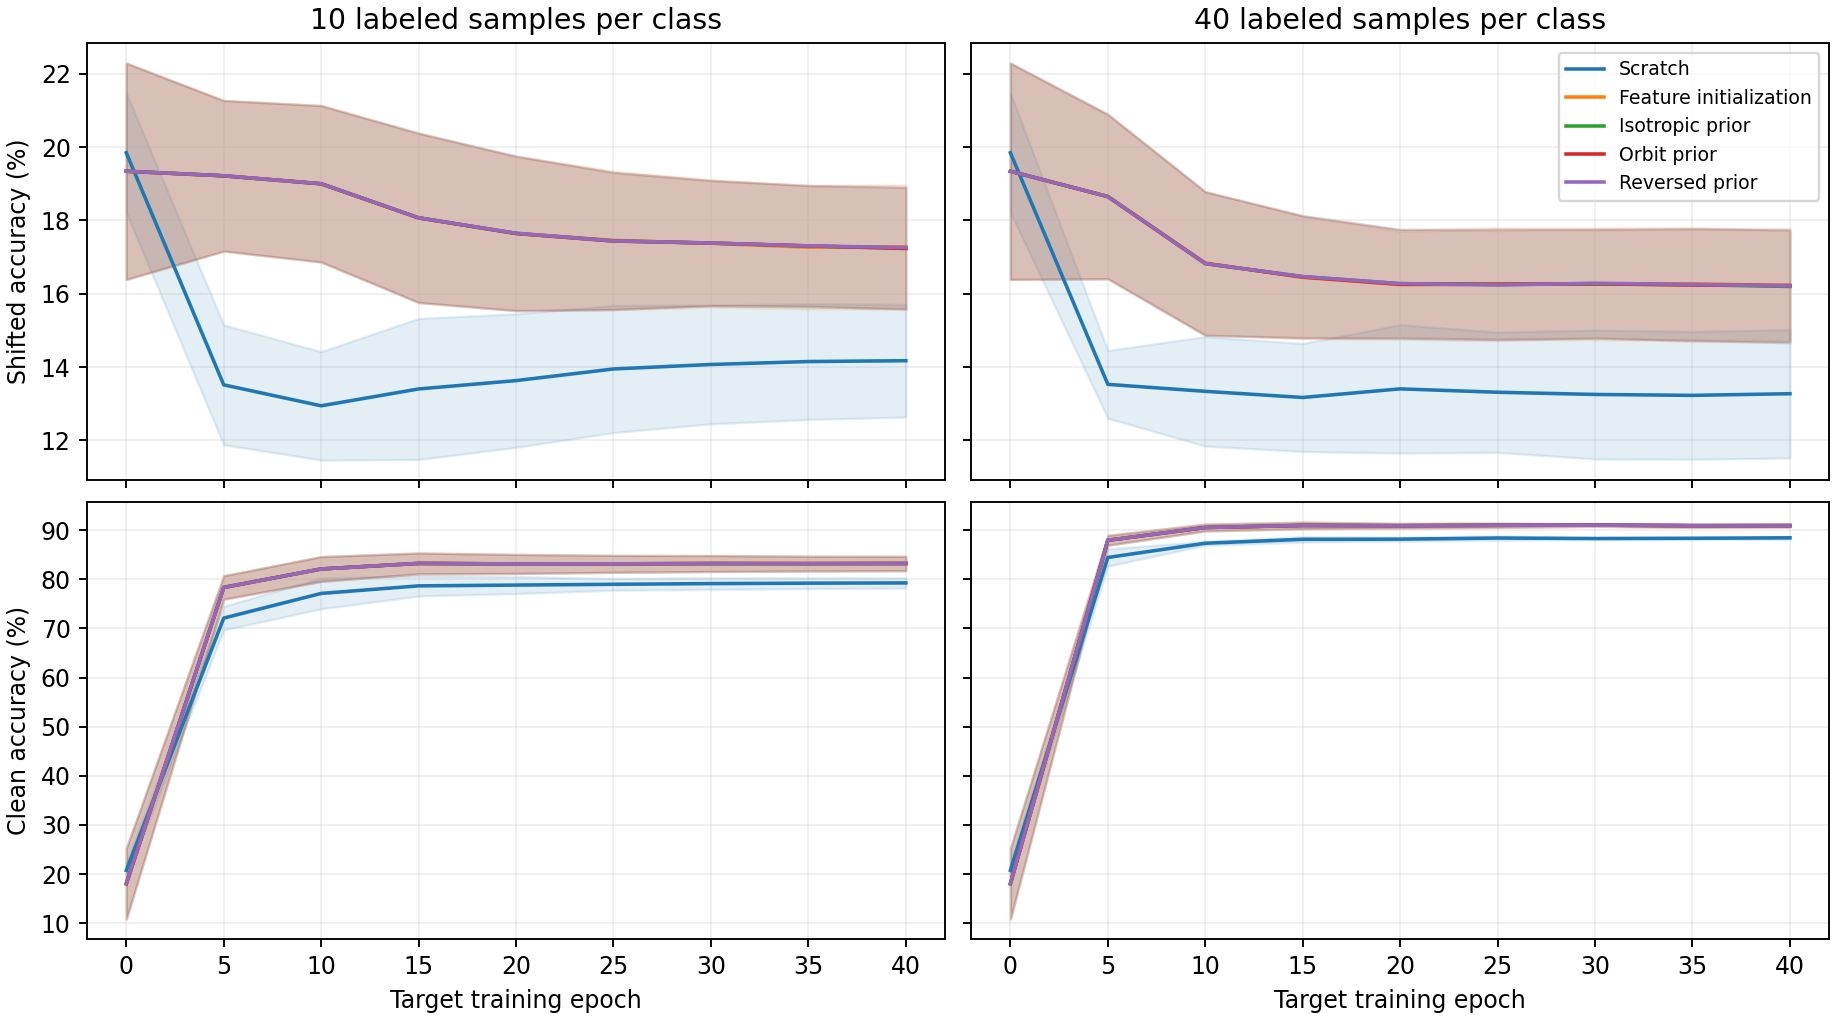 10 labeled samples per class
40 labeled samples per class
Shifted accuracy (%)
22
20
18
16
14
12
Scratch
Feature initialization
Isotropic prior
Orbit prior
Reversed prior
Clean accuracy (%)
90
80
70
60
50
40
30
20
10
0 5 10 15 20 25 30 35 40
0 5 10 15 20 25 30 35 40
Target training epoch
Target training epoch